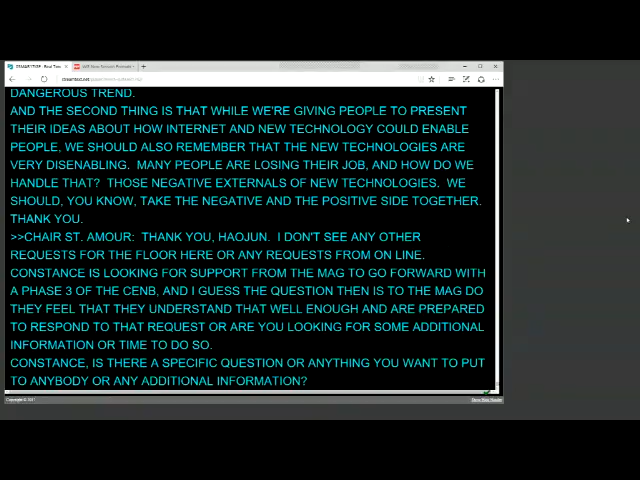 DANGEROUS TREND.
AND THE SECOND THING IS THAT WHILE WE'RE GIVING PEOPLE TO PRESENT
THEIR IDEAS ABOUT HOW INTERNET AND NEW TECHNOLOGY COULD ENABLE
PEOPLE, WE SHOULD ALSO REMEMBER THAT THE NEW TECHNOLOGIES ARE
VERY DISENABLING.  MANY PEOPLE ARE LOSING THEIR JOB, AND HOW DO WE
HANDLE THAT?  THOSE NEGATIVE EXTERNALS OF NEW TECHNOLOGIES.  WE
SHOULD, YOU KNOW, TAKE THE NEGATIVE AND THE POSITIVE SIDE TOGETHER.
THANK YOU.
>>CHAIR ST. AMOUR:  THANK YOU, HAOJUN.  I DON'T SEE ANY OTHER
REQUESTS FOR THE FLOOR HERE OR ANY REQUESTS FROM ON LINE.
CONSTANCE IS LOOKING FOR SUPPORT FROM THE MAG TO GO FORWARD WITH
A PHASE 3 OF THE CENB, AND I GUESS THE QUESTION THEN IS TO THE MAG DO
THEY FEEL THAT THEY UNDERSTAND THAT WELL ENOUGH AND ARE PREPARED
TO RESPOND TO THAT REQUEST OR ARE YOU LOOKING FOR SOME ADDITIONAL
INFORMATION OR TIME TO DO SO.
CONSTANCE, IS THERE A SPECIFIC QUESTION OR ANYTHING YOU WANT TO PUT
TO ANYBODY OR ANY ADDITIONAL INFORMATION?